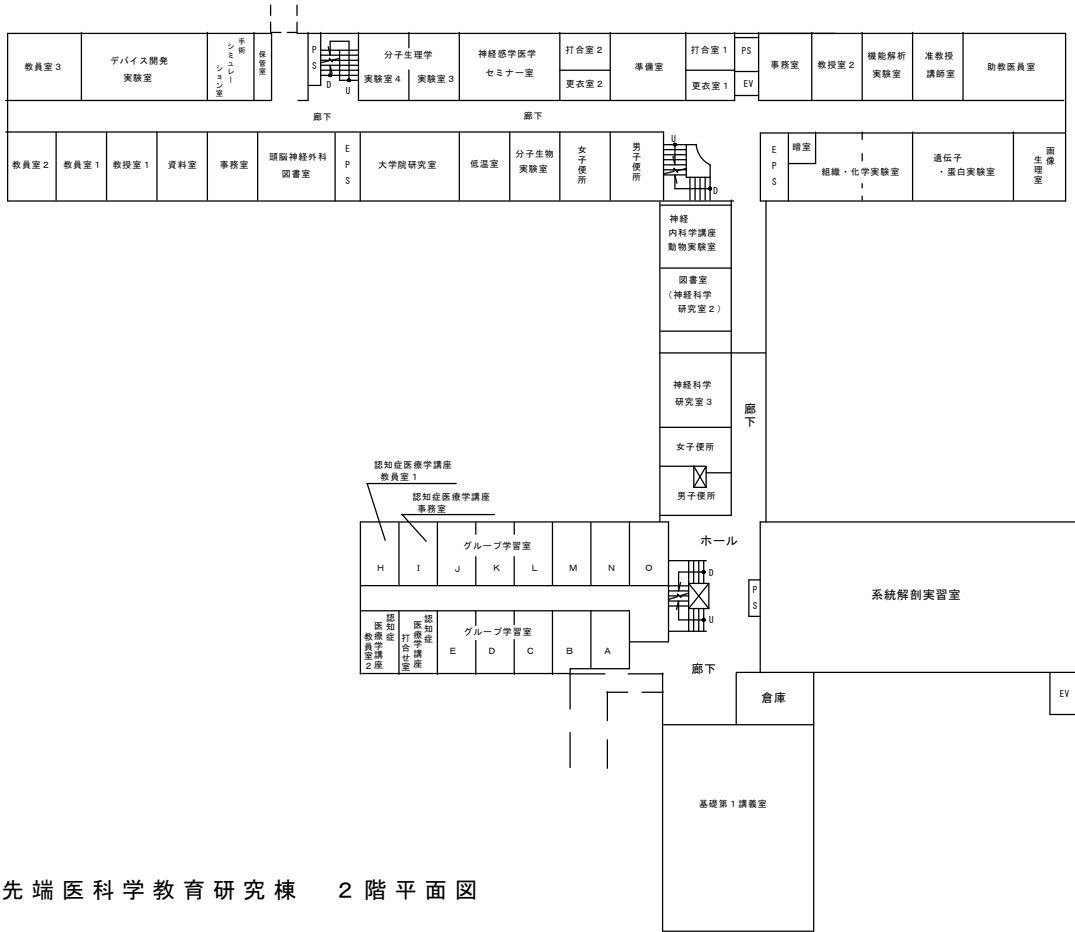 教員室3
デバイス開発
実験室
手術
シミュレー
ション室
保管室
PS
D
U
分子生理学
実験室4
実験室3
神経感学医学
セミナー室
打合室2
更衣室2
準備室
打合室1
更衣室1
PS
EV
事務室
教授室2
機能解析
実験室
准教授
講師室
助教医員室
廊下
廊下
教員室2
教員室1
教授室1
資料室
事務室
頭脳神経外科
図書室
EPS
大学院研究室
低温室
分子生物
実験室
女子便所
男子便所
U
D
EPS
暗室
組織・化学実験室
遺伝子
・蛋白実験室
画像
生理室
神経
内科学講座
動物実験室
図書室
(神経科学
研究室2)
神経科学
研究室3
廊下
女子便所
男子便所
認知症医療学講座
教員室1
認知症医療学講座
事務室
グループ学習室
H
I
J
K
L
M
N
O
ホール
D
U
PS
系統解剖実習室
認知症
医療学講座
教員室2
認知症
医療学講座
打合せ室
グループ学習室
E
D
C
B
A
廊下
倉庫
EV
基礎第1講義室
先端医科学教育研究棟 2階平面図